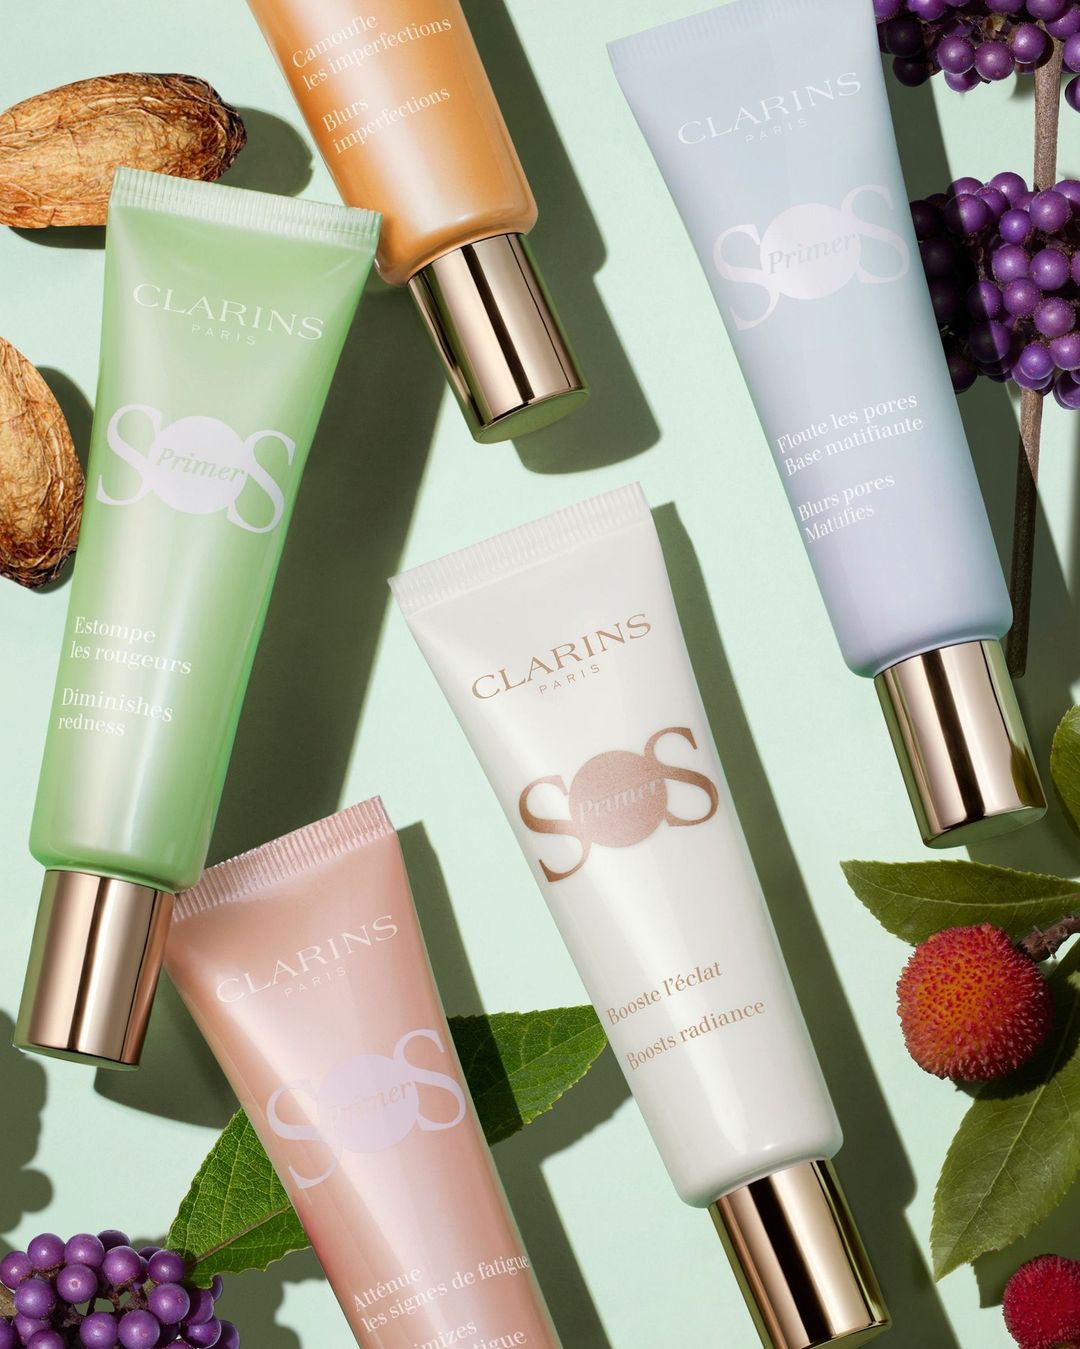 Camoufle
les imperfections
Blurs
imperfections
CLARINS
PARIS
SOS
Primer
Floute les pores
Base matifiante
Blurs pores
Matifies
CLARINS
PARIS
SOS
Primer
Estompe
les rougeurs
Diminishes
redness
CLARINS
PARIS
SOS
Primer
Booste l'éclat
Boosts radiance
CLARINS
PARIS
SOS
Primer
Atténue
les signes de fatigue